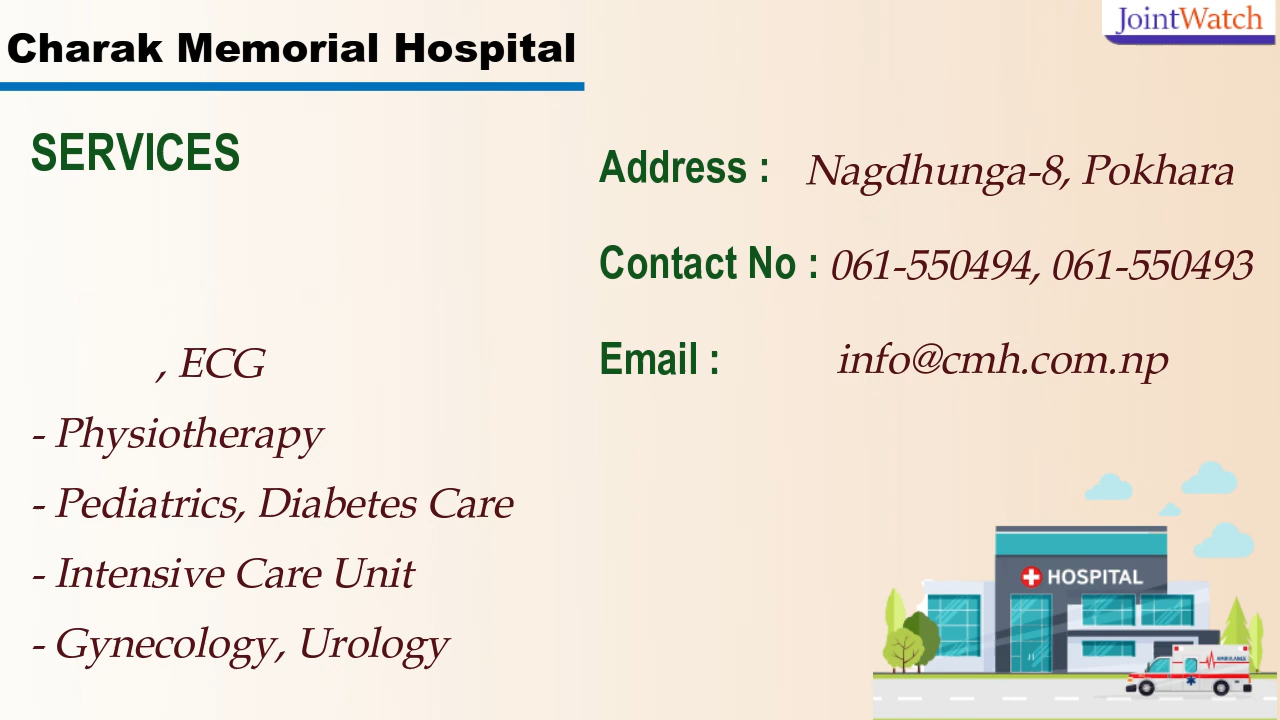 JointWatch
Charak Memorial Hospital
SERVICES
, ECG
- Physiotherapy
- Pediatrics, Diabetes Care
- Intensive Care Unit
- Gynecology, Urology
Address : Nagdhunga-8, Pokhara
Contact No : 061-550494, 061-550493
Email : info@cmh.com.np
HOSPITAL
AMBULANCE